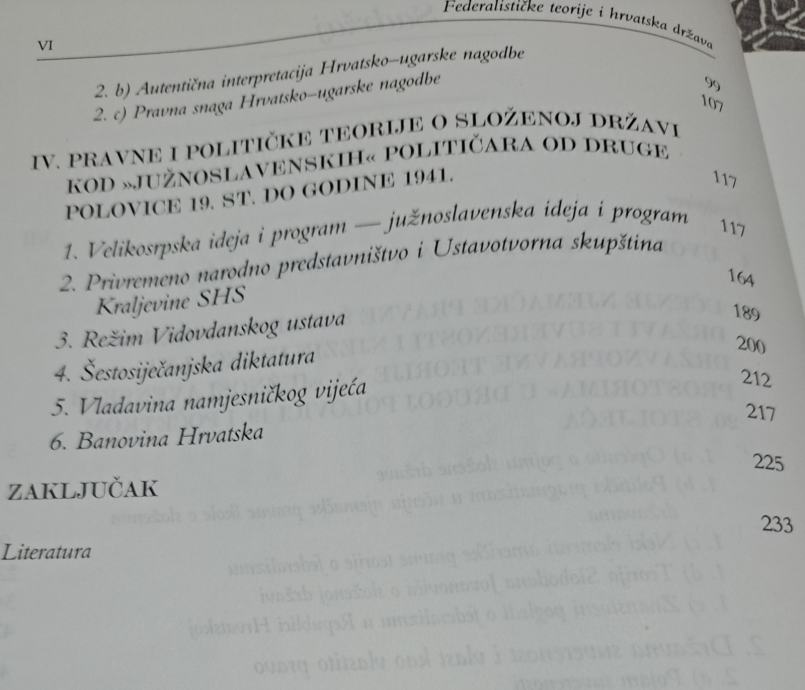 VI
Federalističke teorije i hrvatska država
2. b) Autentična interpretacija Hrvatsko–ugarske nagodbe 99
2. c) Pravna snaga Hrvatsko–ugarske nagodbe 107
IV. PRAVNE I POLITIČKE TEORIJE O SLOŽENOJ DRŽAVI
KOD »JUŽNOSLAVENSKIH« POLITIČARA OD DRUGE
POLOVICE 19. ST. DO GODINE 1941. 117
1. Velikosrpska ideja i program — južnoslavenska ideja i program 117
2. Privremeno narodno predstavništvo i Ustavotvorna skupština
Kraljevine SHS 164
3. Režim Vidovdanskog ustava 189
4. Šestosiječanjska diktatura 200
5. Vladavina namjesničkog vijeća 212
6. Banovina Hrvatska 217
ZAKLJUČAK 225
Literatura 233